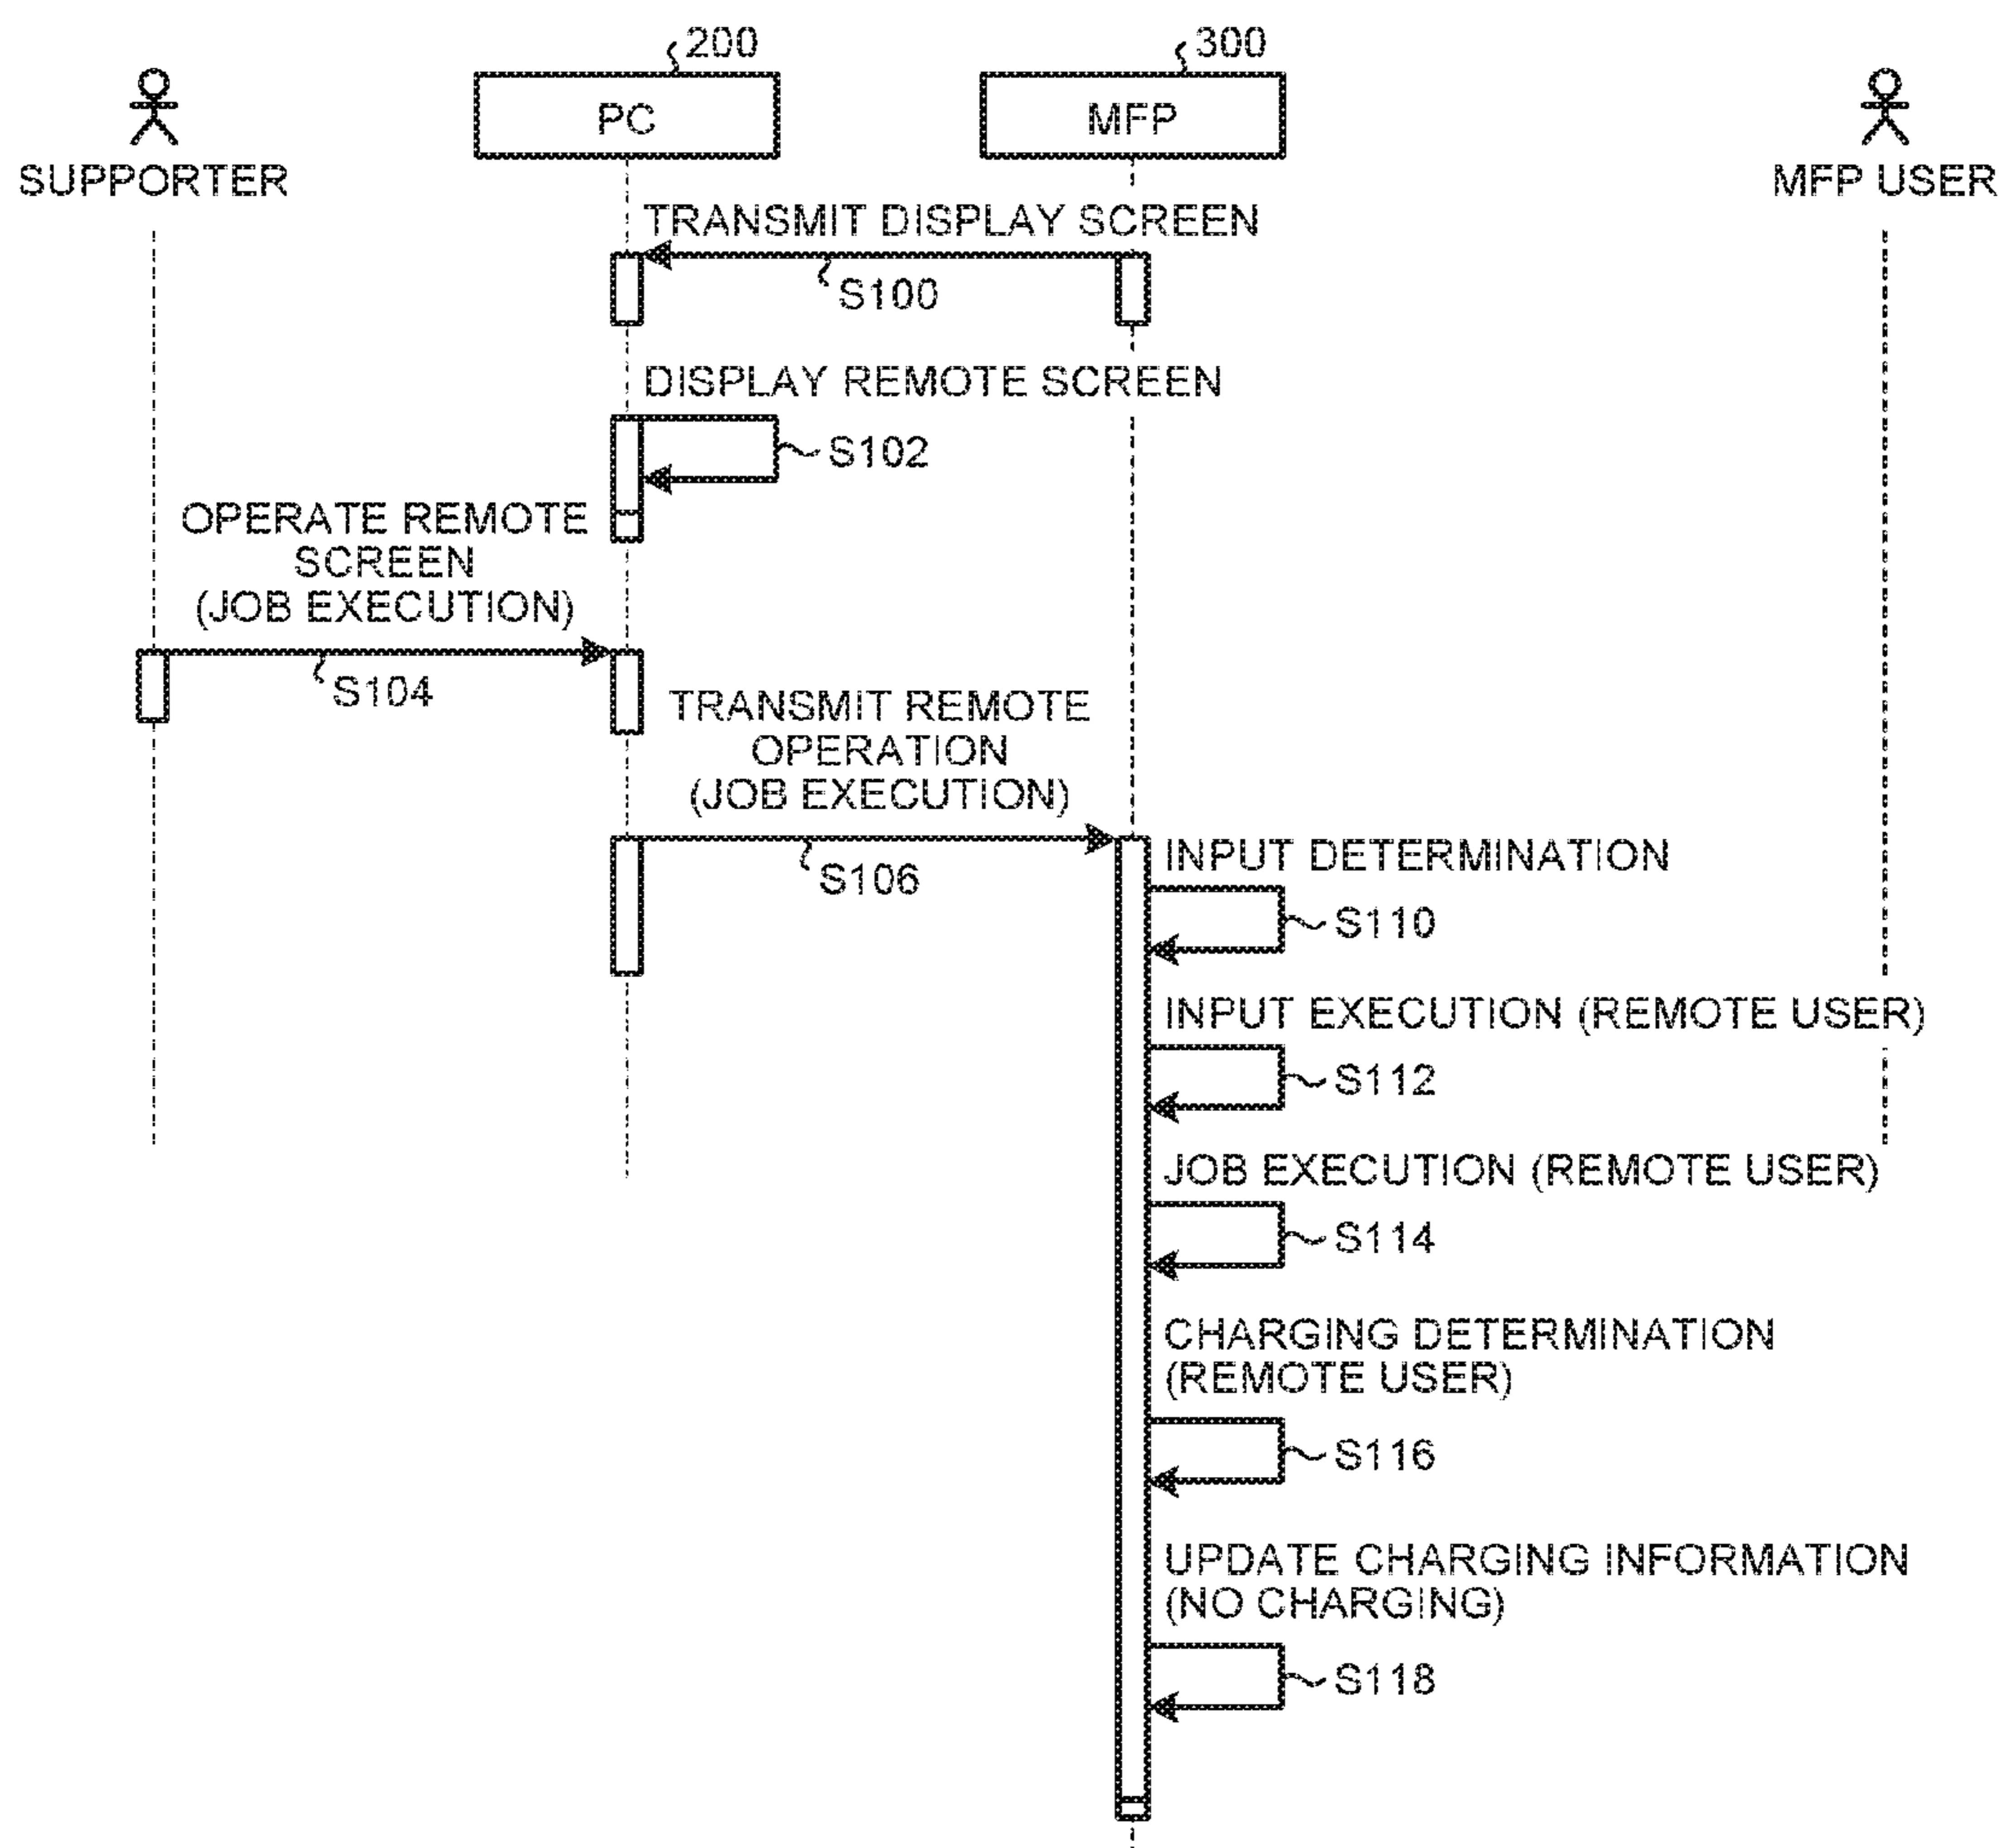 200
300
PC
MFP
SUPPORTER
MFP USER
TRANSMIT DISPLAY SCREEN
S100
DISPLAY REMOTE SCREEN
S102
OPERATE REMOTE
SCREEN
(JOB EXECUTION)
S104
TRANSMIT REMOTE
OPERATION
(JOB EXECUTION)
S106
INPUT DETERMINATION
S110
INPUT EXECUTION (REMOTE USER)
S112
JOB EXECUTION (REMOTE USER)
S114
CHARGING DETERMINATION
(REMOTE USER)
S116
UPDATE CHARGING INFORMATION
(NO CHARGING)
S118